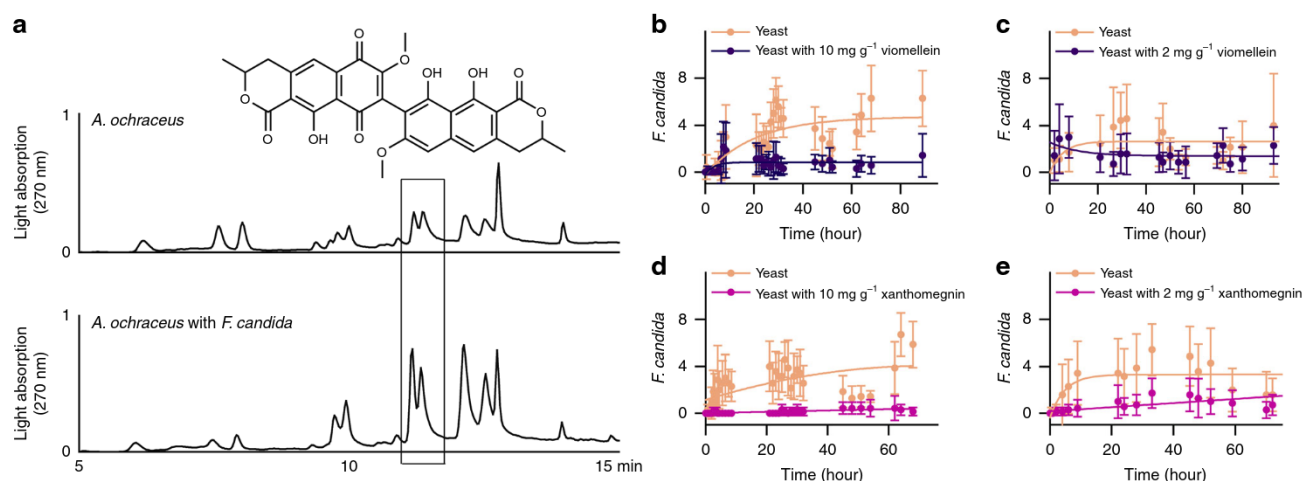 a
O
O
OH
OH
O
O
O
O
OH
O
O
O
1
A. ochraceus
Light absorption
(270 nm)
0
1
A. ochraceus with F. candida
Light absorption
(270 nm)
0
5
10
15 min
b
Yeast
Yeast with 10 mg g⁻¹ viomellein
8
4
0
F. candida
0
20
40
60
80
Time (hour)
c
Yeast
Yeast with 2 mg g⁻¹ viomellein
8
4
0
F. candida
0
20
40
60
80
Time (hour)
d
Yeast
Yeast with 10 mg g⁻¹ xanthomegnin
8
4
0
F. candida
0
20
40
60
Time (hour)
e
Yeast
Yeast with 2 mg g⁻¹ xanthomegnin
8
4
0
F. candida
0
20
40
60
Time (hour)